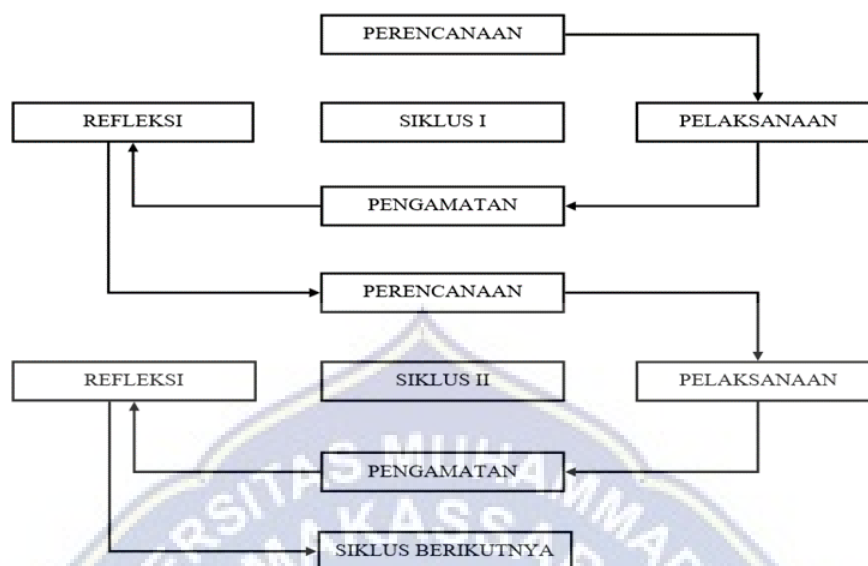 PERENCANAAN
REFLEKSI
SIKLUS I
PELAKSANAAN
PENGAMATAN
PERENCANAAN
REFLEKSI
SIKLUS II
PELAKSANAAN
PENGAMATAN
SIKLUS BERIKUTNYA